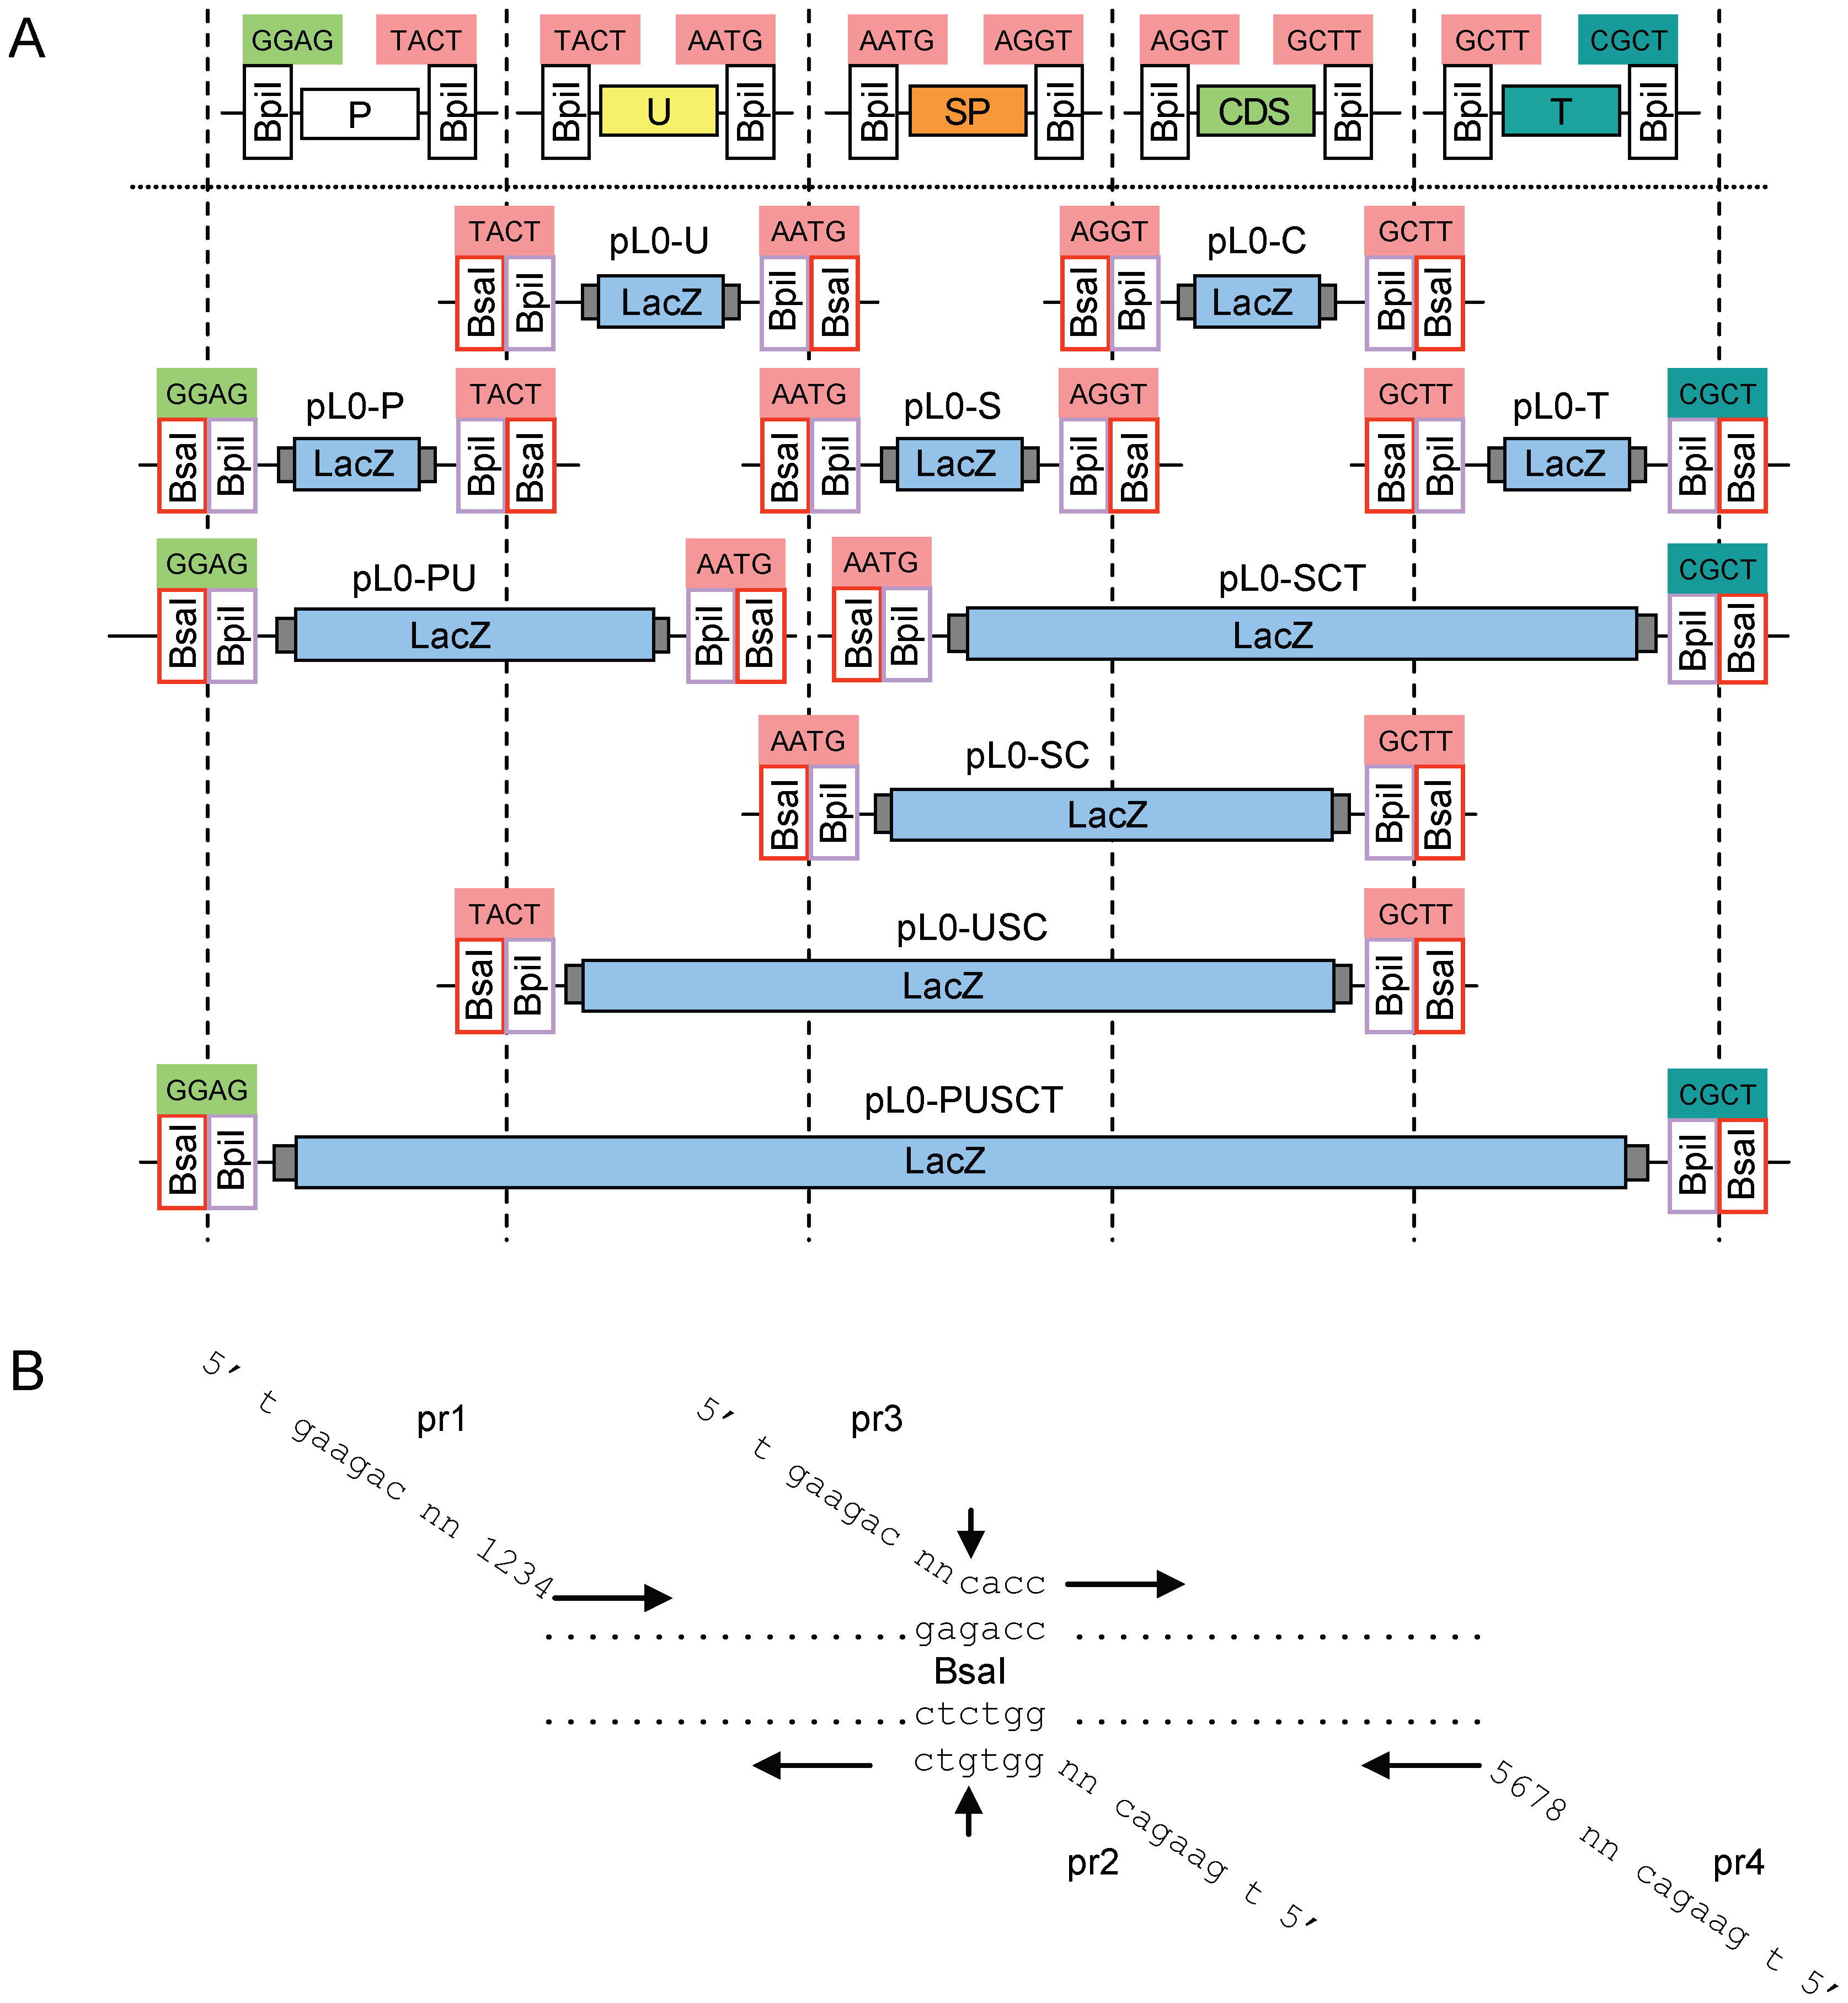 A
GGAG TACT TACT AATG AATG AGGT AGGT GCTT GCTT CGCT
BpiI P BpiI BpiI U BpiI BpiI SP BpiI BpiI CDS BpiI BpiI T BpiI
TACT pL0-U AATG AGGT pL0-C GCTT
BsaI BpiI LacZ BpiI BsaI BsaI BpiI LacZ BpiI BsaI
GGAG pL0-P TACT AATG pL0-S AGGT GCTT pL0-T CGCT
BsaI BpiI LacZ BpiI BsaI BsaI BpiI LacZ BpiI BsaI BsaI BpiI LacZ BpiI BsaI
GGAG pL0-PU AATG AATG pL0-SCT CGCT
BsaI BpiI LacZ BpiI BsaI BsaI BpiI LacZ BpiI BsaI
AATG pL0-SC GCTT
BsaI BpiI LacZ BpiI BsaI
TACT pL0-USC GCTT
BsaI BpiI LacZ BpiI BsaI
GGAG pL0-PUSCT CGCT
BsaI BpiI LacZ BpiI BsaI
B
5' t gaagac nn 1234
pr1
5' t gaagac nn cacc
pr3
gagacc
BsaI
ctctgg
ctgtgg nn cagaag t 5'
pr2
5678 nn cagaag t 5'
pr4